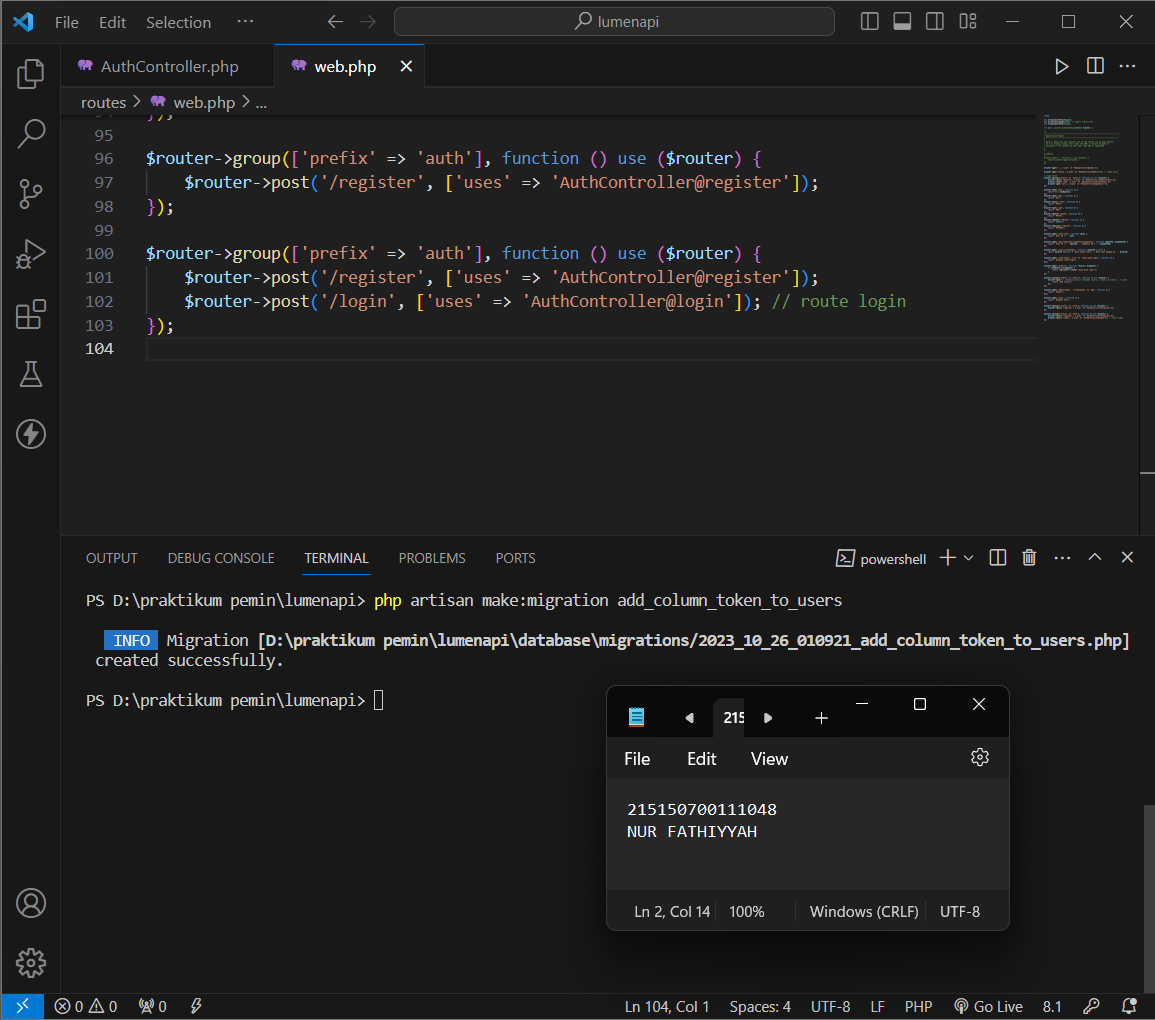 File Edit Selection ··· lumenapi
AuthController.php web.php
routes > web.php > ...
95
96 $router->group(['prefix' => 'auth'], function () use ($router) {
97 $router->post('/register', ['uses' => 'AuthController@register']);
98 });
99
100 $router->group(['prefix' => 'auth'], function () use ($router) {
101 $router->post('/register', ['uses' => 'AuthController@register']);
102 $router->post('/login', ['uses' => 'AuthController@login']); // route login
103 });
104
OUTPUT DEBUG CONSOLE TERMINAL PROBLEMS PORTS powershell
PS D:\praktikum pemin\lumenapi> php artisan make:migration add_column_token_to_users
INFO Migration [D:\praktikum pemin\lumenapi\database\migrations/2023_10_26_010921_add_column_token_to_users.php]
created successfully.
PS D:\praktikum pemin\lumenapi>
215
File Edit View
215150700111048
NUR FATHIYYAH
Ln 2, Col 14 100% Windows (CRLF) UTF-8
0 0 0 Ln 104, Col 1 Spaces: 4 UTF-8 LF PHP Go Live 8.1